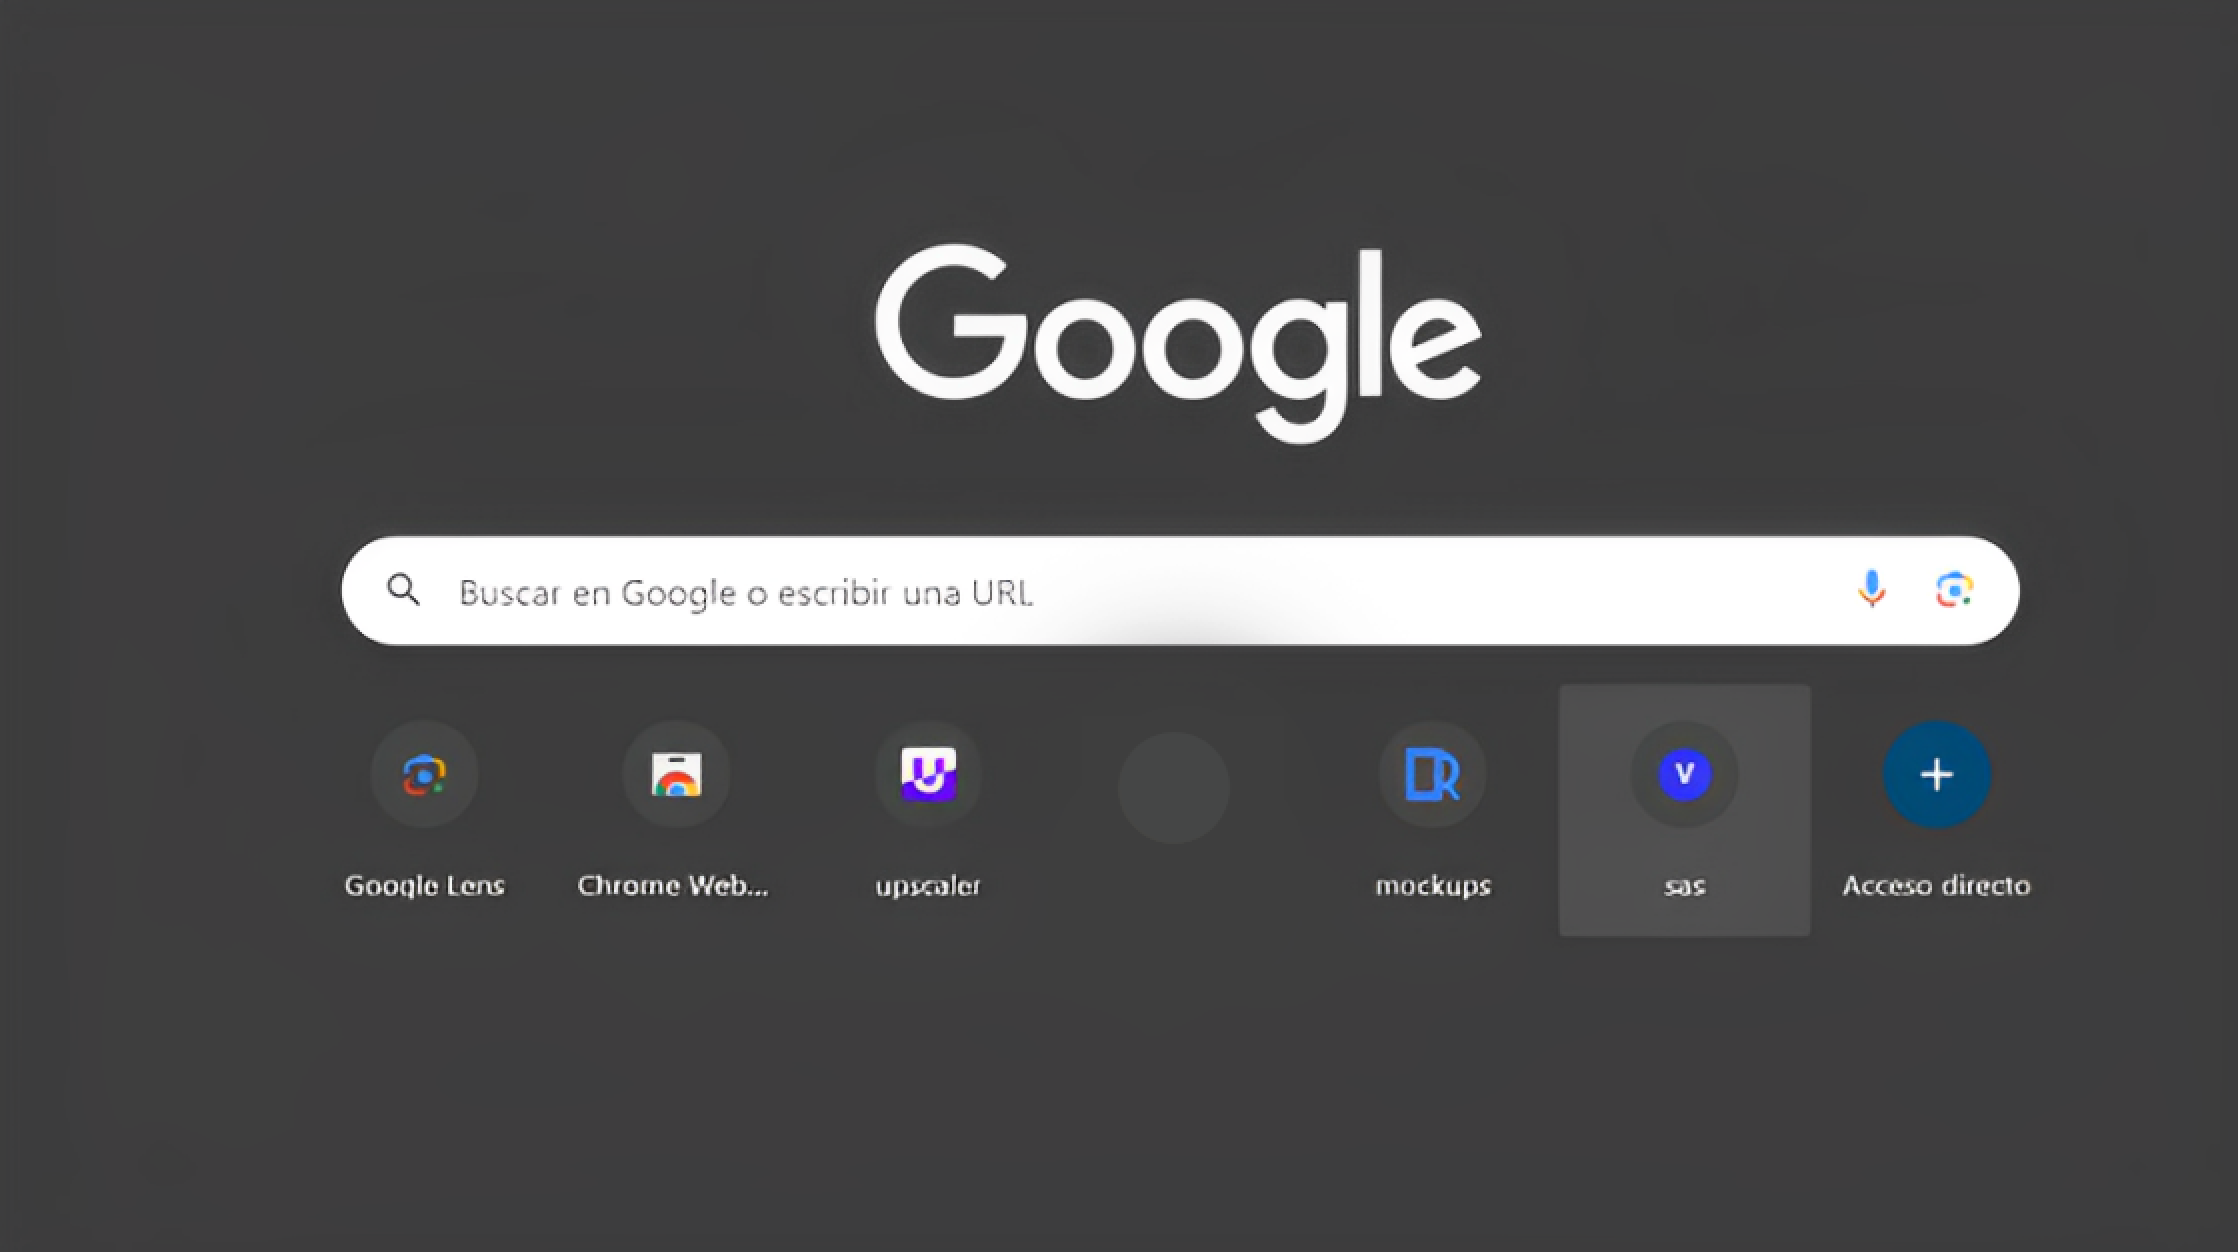 Google
Buscar en Google o escribir una URL
Google Lens
Chrome Web...
upscaler
mockups
sas
Acceso directo